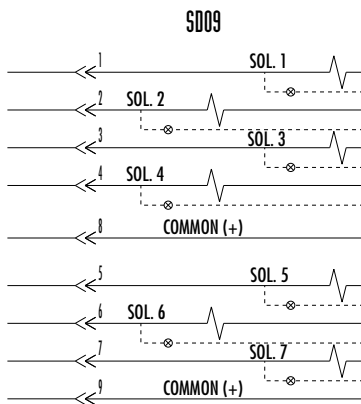 SD09
1 SOL. 1
2 SOL. 2
3 SOL. 3
4 SOL. 4
8 COMMON (+)
5 SOL. 5
6 SOL. 6
7 SOL. 7
9 COMMON (+)